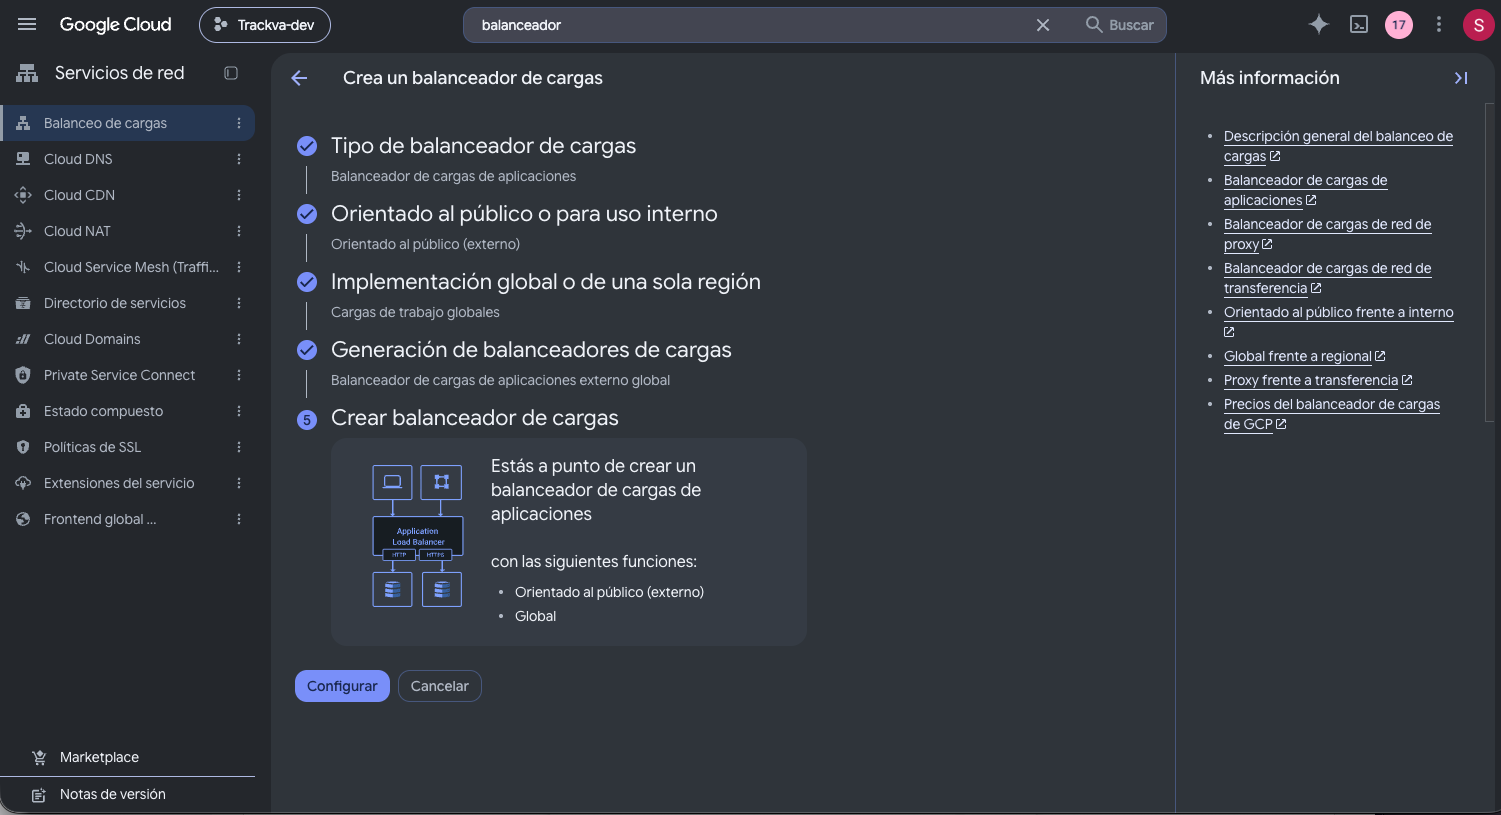 Google Cloud
Trackva-dev
balanceador
Buscar
17
S
Servicios de red
Balanceo de cargas
Cloud DNS
Cloud CDN
Cloud NAT
Cloud Service Mesh (Traffi...
Directorio de servicios
Cloud Domains
Private Service Connect
Estado compuesto
Políticas de SSL
Extensiones del servicio
Frontend global ...
Marketplace
Notas de versión
Crea un balanceador de cargas
Tipo de balanceador de cargas
Balanceador de cargas de aplicaciones
Orientado al público o para uso interno
Orientado al público (externo)
Implementación global o de una sola región
Cargas de trabajo globales
Generación de balanceadores de cargas
Balanceador de cargas de aplicaciones externo global
5
Crear balanceador de cargas
Application
Load Balancer
HTTP
HTTPS
Estás a punto de crear un
balanceador de cargas de
aplicaciones
con las siguientes funciones:
• Orientado al público (externo)
• Global
Configurar
Cancelar
Más información
• Descripción general del balanceo de
cargas
• Balanceador de cargas de
aplicaciones
• Balanceador de cargas de red de
proxy
• Balanceador de cargas de red de
transferencia
• Orientado al público frente a interno
• Global frente a regional
• Proxy frente a transferencia
• Precios del balanceador de cargas
de GCP